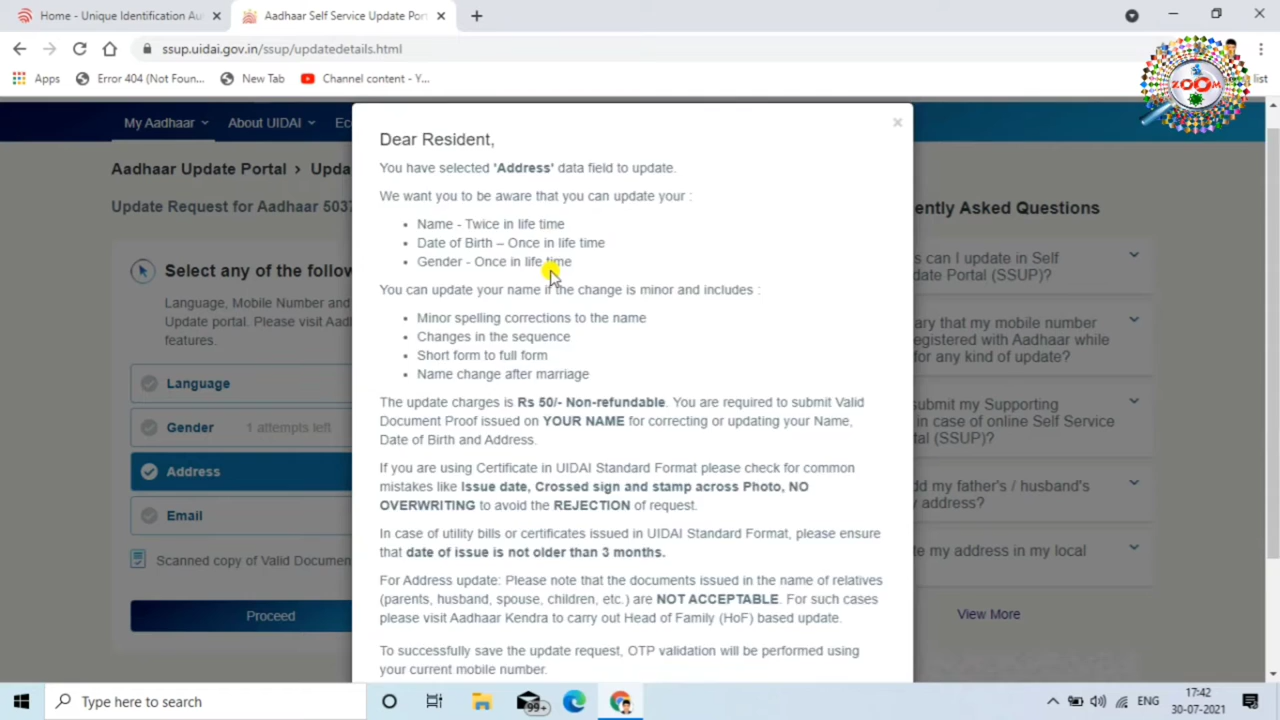 Home - Unique Identification Au
Aadhaar Self Service Update Port
ssup.uidai.gov.in/ssup/updatedetails.html
Apps
Error 404 (Not Foun...
New Tab
Channel content - Y...
list
ZOOM
My Aadhaar
About UIDAI
Ec
Aadhaar Update Portal > Upda
Update Request for Aadhaar 5037
Select any of the follow
Language, Mobile Number and
Update portal. Please visit Aad
features.
Language
Gender 1 attempts left
Address
Email
Scanned copy of Valid Documen
Proceed
Dear Resident,
You have selected 'Address' data field to update.
We want you to be aware that you can update your :
Name - Twice in life time
Date of Birth – Once in life time
Gender - Once in life time
You can update your name if the change is minor and includes :
Minor spelling corrections to the name
Changes in the sequence
Short form to full form
Name change after marriage
The update charges is Rs 50/- Non-refundable. You are required to submit Valid
Document Proof issued on YOUR NAME for correcting or updating your Name,
Date of Birth and Address.
If you are using Certificate in UIDAI Standard Format please check for common
mistakes like Issue date, Crossed sign and stamp across Photo, NO
OVERWRITING to avoid the REJECTION of request.
In case of utility bills or certificates issued in UIDAI Standard Format, please ensure
that date of issue is not older than 3 months.
For Address update: Please note that the documents issued in the name of relatives
(parents, husband, spouse, children, etc.) are NOT ACCEPTABLE. For such cases
please visit Aadhaar Kendra to carry out Head of Family (HoF) based update.
To successfully save the update request, OTP validation will be performed using
your current mobile number.
ently Asked Questions
s can I update in Self
date Portal (SSUP)?
ary that my mobile number
egistered with Aadhaar while
for any kind of update?
submit my Supporting
in case of online Self Service
tal (SSUP)?
dd my father's / husband's
y address?
te my address in my local
View More
Type here to search
99+
ENG
17:42
30-07-2021